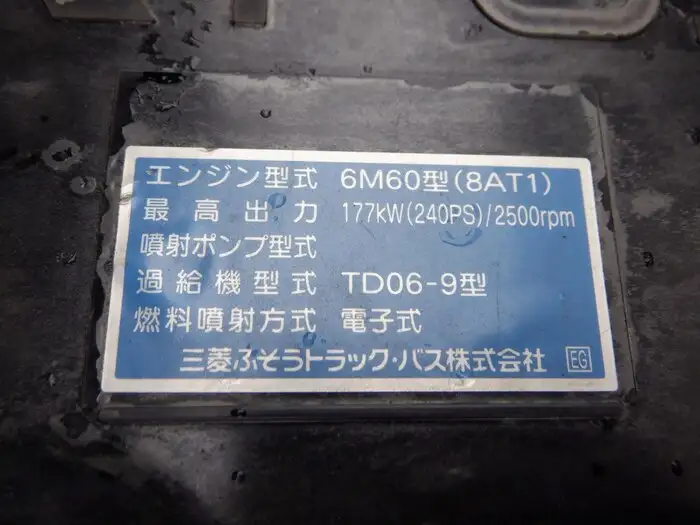 エンジン型式 6M60型(8AT1)
最高出力 177kW(240PS)/2500rpm
噴射ポンプ型式
過給機型式 TD06-9型
燃料噴射方式 電子式
三菱ふそうトラック・バス株式会社 EG